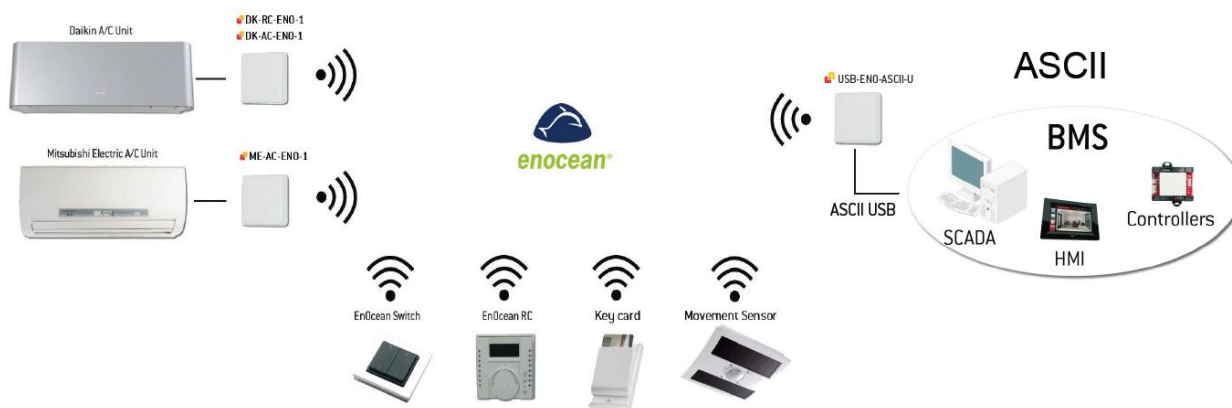 Daikin A/C Unit
DK-RC-ENO-1
DK-AC-ENO-1
Mitsubishi Electric A/C Unit
ME-AC-ENO-1
enocean®
USB-ENO-ASCII-U
ASCII
BMS
ASCII USB
SCADA
HMI
Controllers
EnOcean Switch
EnOcean RC
Key card
Movement Sensor